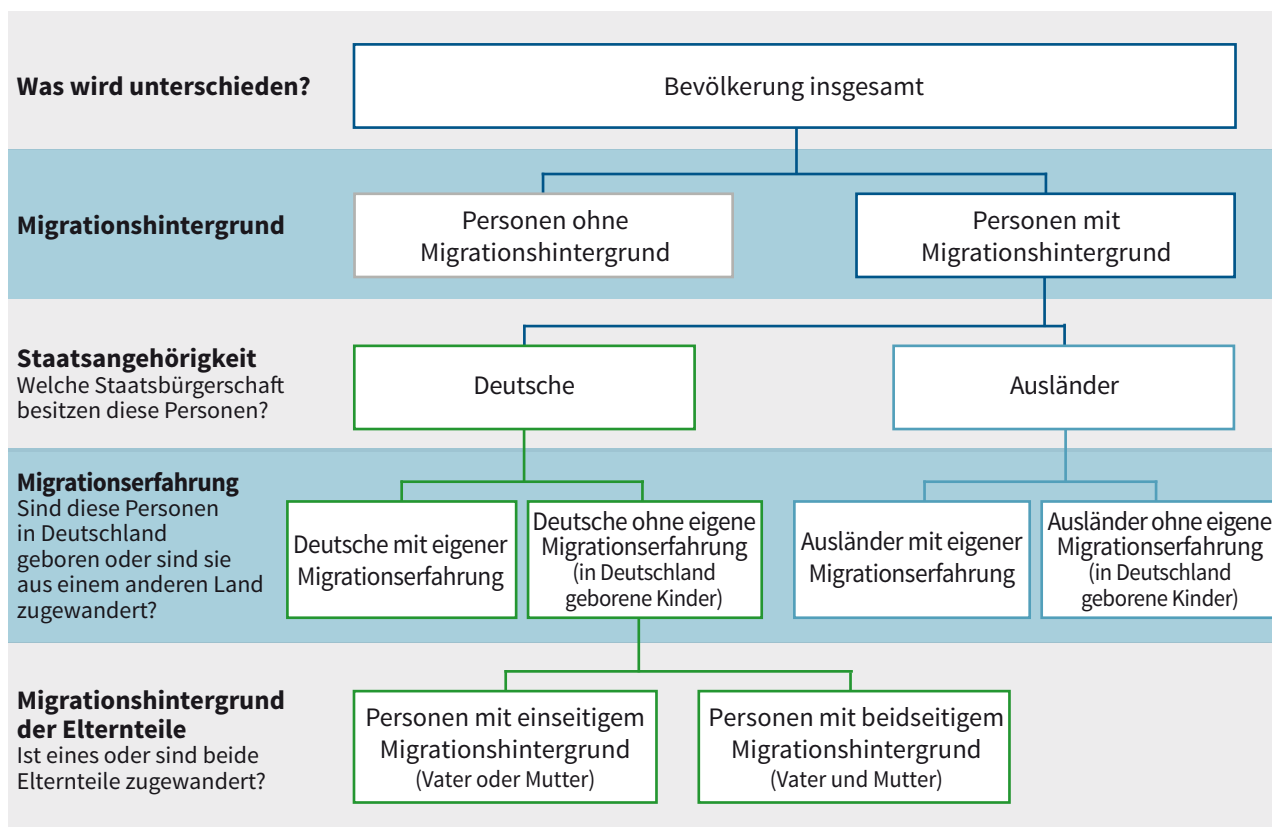 Was wird unterschieden?
Bevölkerung insgesamt
Migrationshintergrund
Personen ohne
Migrationshintergrund
Personen mit
Migrationshintergrund
Staatsangehörigkeit
Welche Staatsbürgerschaft
besitzen diese Personen?
Deutsche
Ausländer
Migrationserfahrung
Sind diese Personen
in Deutschland
geboren oder sind sie
aus einem anderen Land
zugewandert?
Deutsche mit eigener
Migrationserfahrung
Deutsche ohne eigene
Migrationserfahrung
(in Deutschland
geborene Kinder)
Ausländer mit eigener
Migrationserfahrung
Ausländer ohne eigene
Migrationserfahrung
(in Deutschland
geborene Kinder)
Migrationshintergrund
der Elternteile
Ist eines oder sind beide
Elternteile zugewandert?
Personen mit einseitigem
Migrationshintergrund
(Vater oder Mutter)
Personen mit beidseitigem
Migrationshintergrund
(Vater und Mutter)